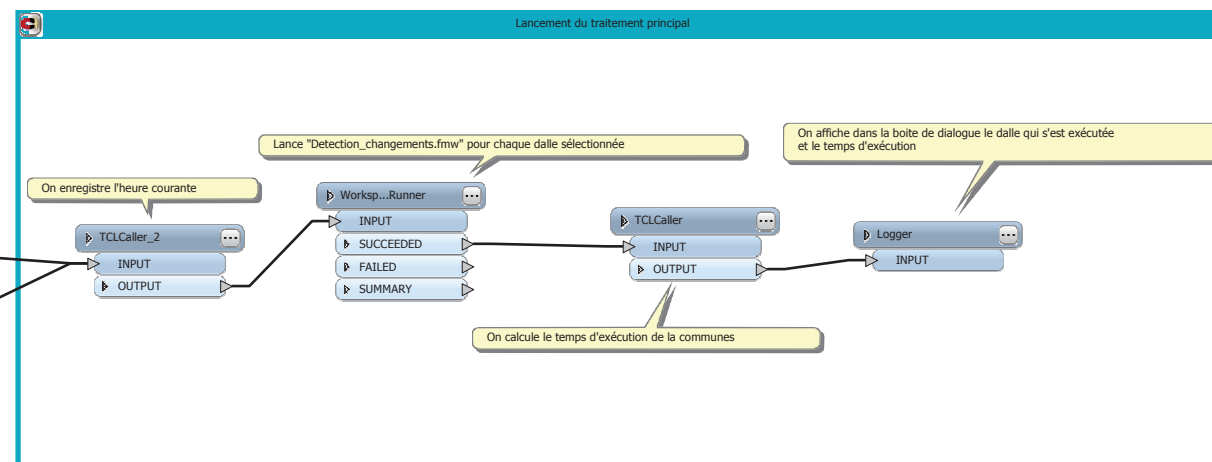 Lancement du traitement principal
On affiche dans la boite de dialogue le dalle qui s'est exécutée
et le temps d'exécution
Lance "Detection_changements.fmw" pour chaque dalle sélectionnée
On enregistre l'heure courante
Worksp...Runner
INPUT
SUCCEEDED
FAILED
SUMMARY
TCLCaller_2
INPUT
OUTPUT
TCLCaller
INPUT
OUTPUT
Logger
INPUT
On calcule le temps d'exécution de la communes